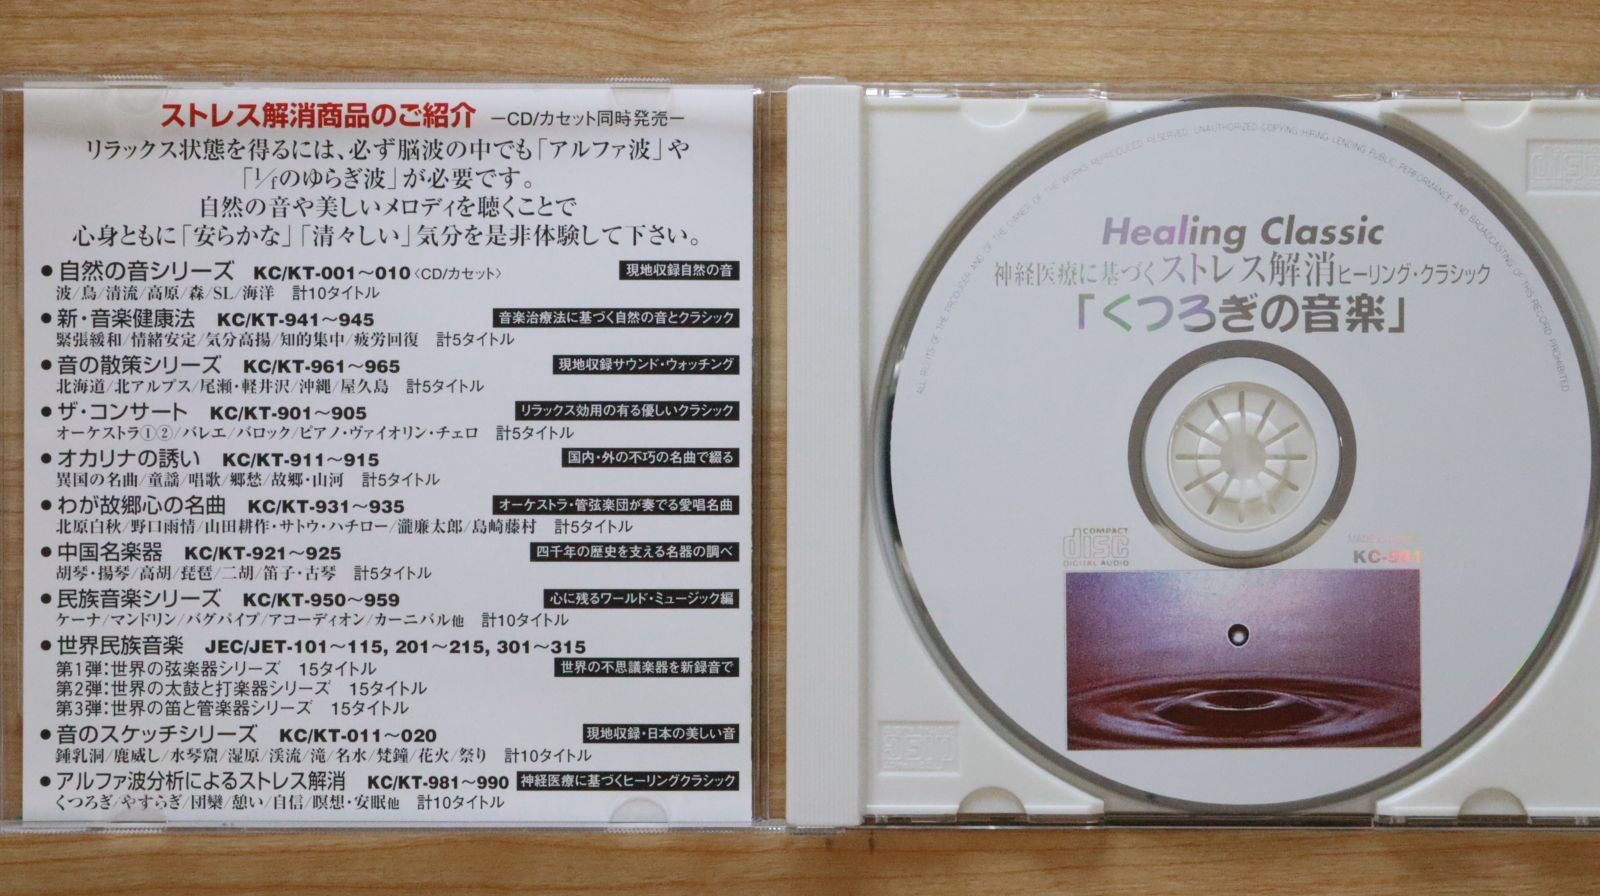 ストレス解消商品のご紹介 －CD/カセット同時発売－
リラックス状態を得るには、必ず脳波の中でも「アルファ波」や
「1/fのゆらぎ波」が必要です。
自然の音や美しいメロディを聴くことで
心身ともに「安らかな」「清々しい」気分を是非体験して下さい。
●自然の音シリーズ KC/KT-001～010〈CD/カセット〉 現地収録自然の音
波/鳥/清流/高原/森/SL/海洋 計10タイトル
●新・音楽健康法 KC/KT-941～945 音楽治療法に基づく自然の音とクラシック
緊張緩和/情緒安定/気分高揚/知的集中/疲労回復 計5タイトル
●音の散策シリーズ KC/KT-961～965 現地収録サウンド・ウォッチング
北海道/北アルプス/尾瀬・軽井沢/沖縄/屋久島 計5タイトル
●ザ・コンサート KC/KT-901～905 リラックス効用の有る優しいクラシック
オーケストラ①②/バレエ/バロック/ピアノ・ヴァイオリン・チェロ 計5タイトル
●オカリナの誘い KC/KT-911～915 国内・外の不巧の名曲で綴る
異国の名曲/童謡/唱歌/郷愁/故郷・山河 計5タイトル
●わが故郷心の名曲 KC/KT-931～935 オーケストラ・管弦楽団が奏でる愛唱名曲
北原白秋/野口雨情/山田耕作・サトウ・ハチロー/瀧廉太郎/島崎藤村 計5タイトル
●中国名楽器 KC/KT-921～925 四千年の歴史を支える名器の調べ
胡琴・揚琴/高胡/琵琶/二胡/笛子・古琴 計5タイトル
●民族音楽シリーズ KC/KT-950～959 心に残るワールド・ミュージック編
ケーナ/マンドリン/バグパイプ/アコーディオン/カーニバル他 計10タイトル
●世界民族音楽 JEC/JET-101～115, 201～215, 301～315
第1弾：世界の弦楽器シリーズ 15タイトル 世界の不思議楽器を新録音で
第2弾：世界の太鼓と打楽器シリーズ 15タイトル
第3弾：世界の笛と管楽器シリーズ 15タイトル
●音のスケッチシリーズ KC/KT-011～020 現地収録・日本の美しい音
鍾乳洞/鹿威し/水琴窟/湿原/渓流/滝/名水/梵鐘/花火/祭り 計10タイトル
●アルファ波分析によるストレス解消 KC/KT-981～990 神経医療に基づくヒーリングクラシック
くつろぎ/やすらぎ/団欒/憩い/自信/瞑想・安眠他 計10タイトル
ALL RIGHTS OF THE PRODUCER AND OF THE OWNER OF THE WORKS REPRODUCED RESERVED. UNAUTHORIZED COPYING HIRING LENDING PUBLIC PERFORMANCE AND BROADCASTING OF THIS RECORD PROHIBITED
Healing Classic
神経医療に基づくストレス解消ヒーリング・クラシック
「くつろぎの音楽」
COMPACT
disc
DIGITAL AUDIO
MADE IN
KC-981